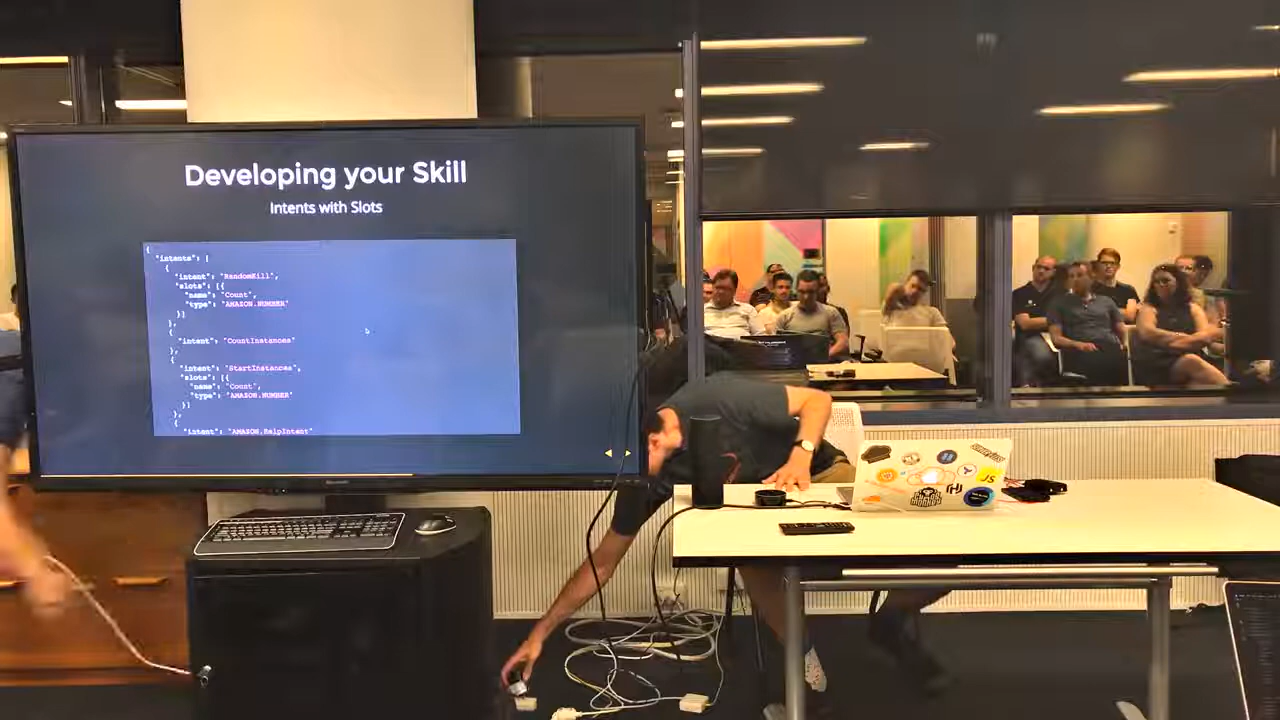 Developing your Skill
Intents with Slots
{
"intents": [
{
"intent": "RandomKill",
"slots": [{
"name": "Count",
"type": "AMAZON.NUMBER"
}]
},
{
"intent": "CountInstances"
},
{
"intent": "StartInstances",
"slots": [{
"name": "Count",
"type": "AMAZON.NUMBER"
}]
},
{
"intent": "AMAZON.HelpIntent"
JS